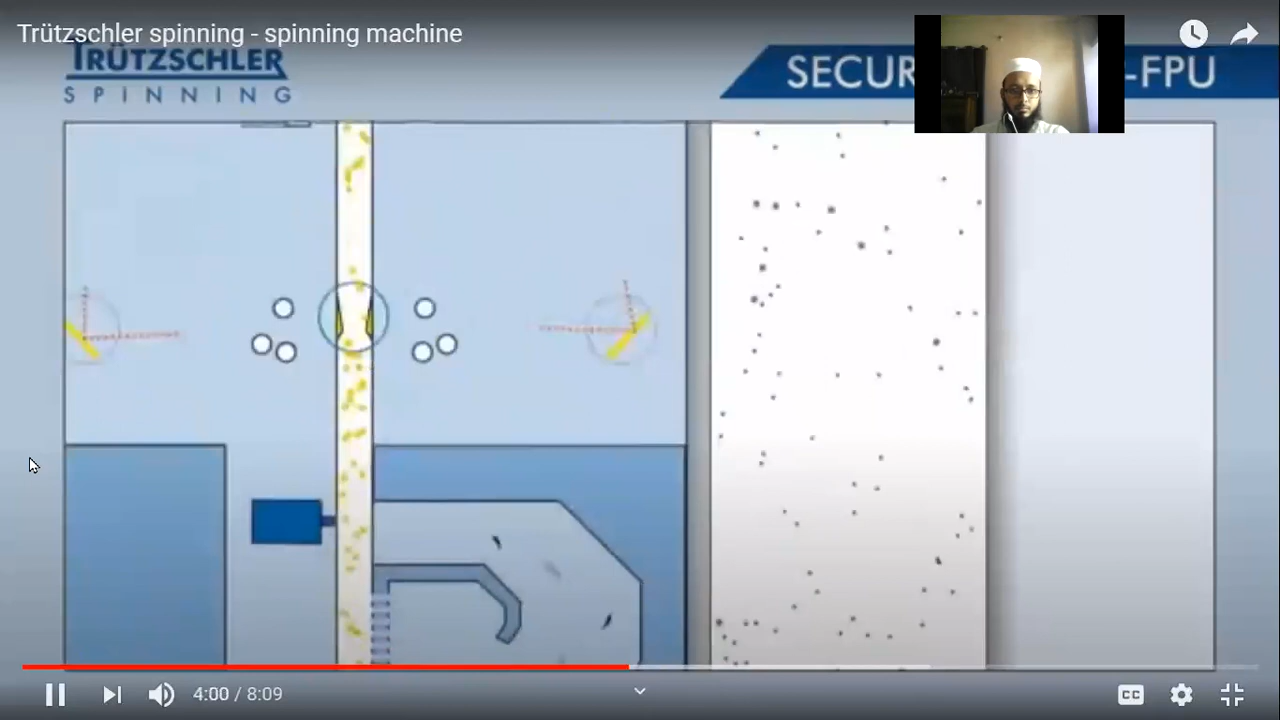 Trützschler spinning - spinning machine
TRÜTZSCHLER
SPINNING
SECUR
-FPU
4:00 / 8:09
CC